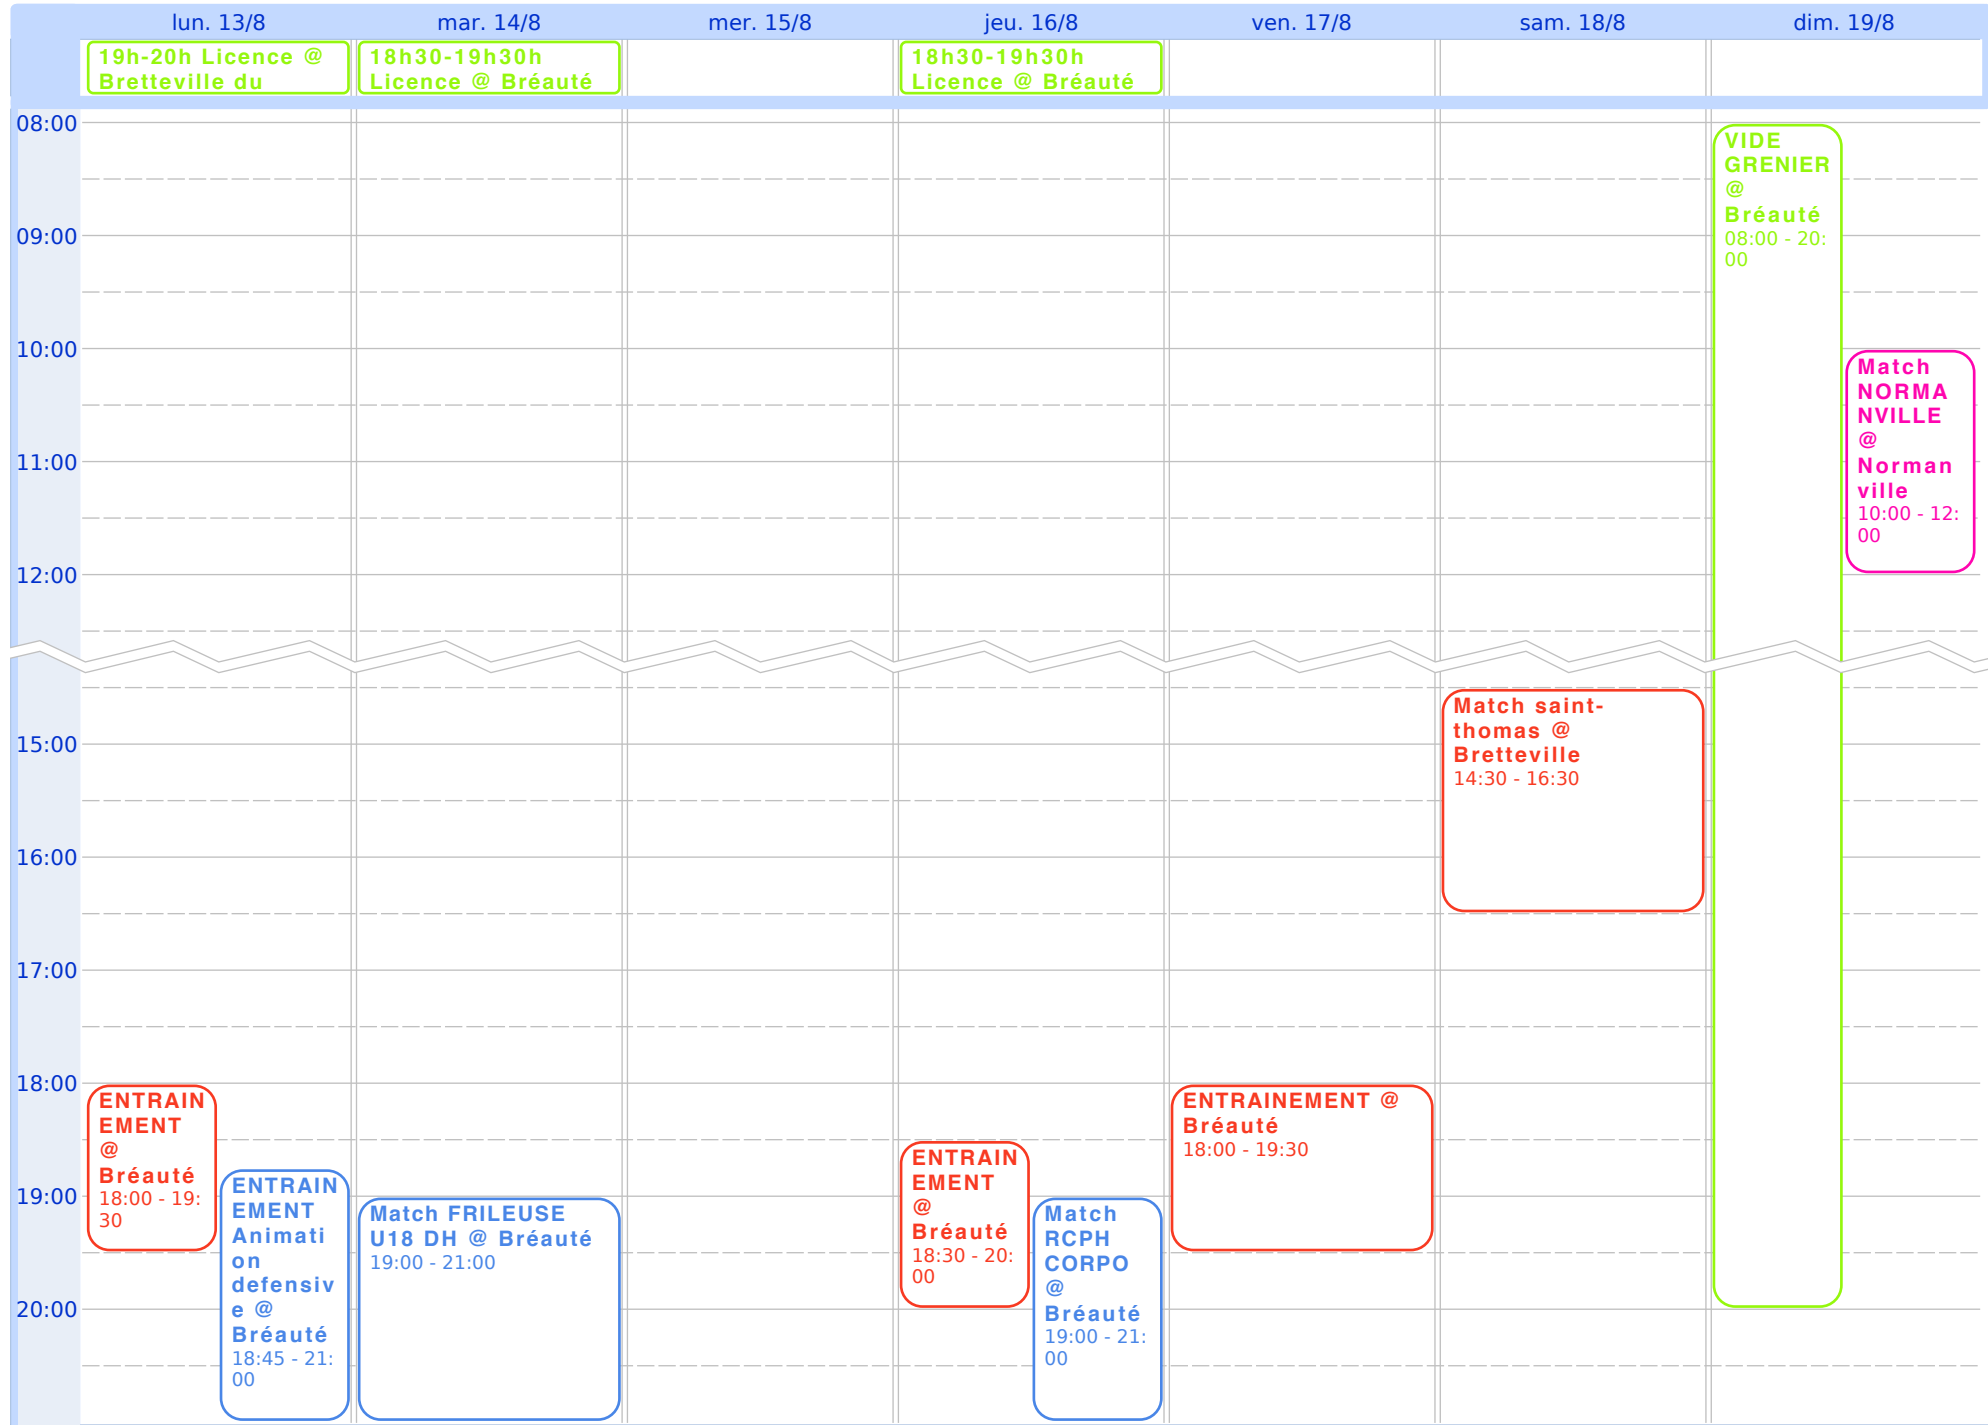 lun. 13/8
mar. 14/8
mer. 15/8
jeu. 16/8
ven. 17/8
sam. 18/8
dim. 19/8
19h-20h Licence @
Bretteville du
18h30-19h30h
Licence @ Bréauté
18h30-19h30h
Licence @ Bréauté
08:00
09:00
10:00
11:00
12:00
15:00
16:00
17:00
18:00
19:00
20:00
ENTRAIN
EMENT
@
Bréauté
18:00 - 19:
30
ENTRAIN
EMENT
Animati
on
defensiv
e @
Bréauté
18:45 - 21:
00
Match FRILEUSE
U18 DH @ Bréauté
19:00 - 21:00
ENTRAIN
EMENT
@
Bréauté
18:30 - 20:
00
Match
RCPH
CORPO
@
Bréauté
19:00 - 21:
00
ENTRAINEMENT @
Bréauté
18:00 - 19:30
Match saint-
thomas @
Bretteville
14:30 - 16:30
VIDE
GRENIER
@
Bréauté
08:00 - 20:
00
Match
NORMA
NVILLE
@
Norman
ville
10:00 - 12:
00